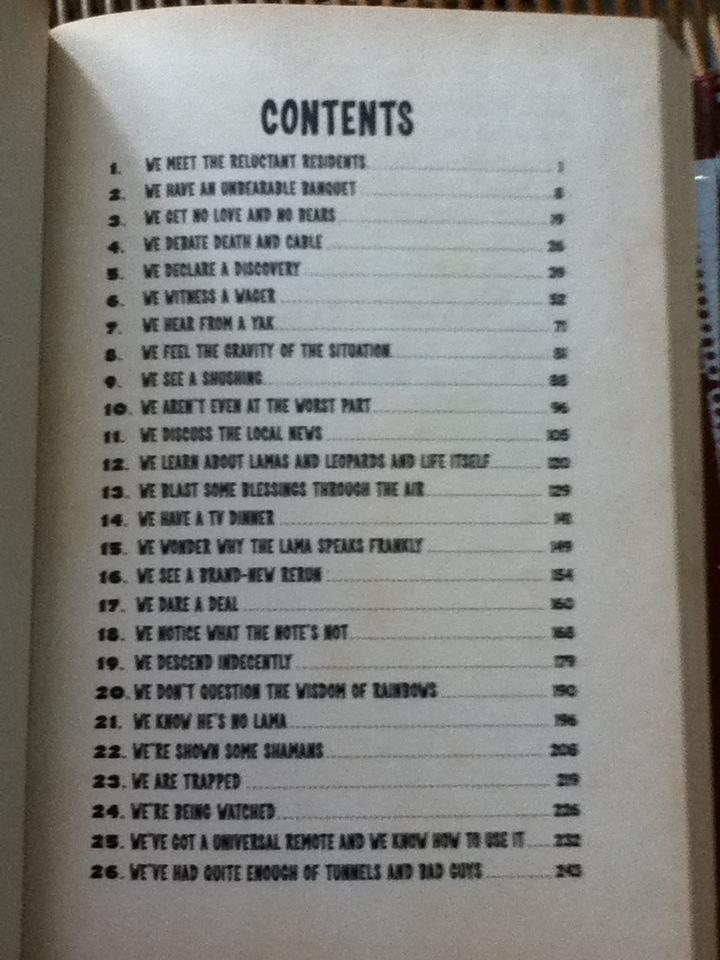 CONTENTS
1. WE MEET THE RELUCTANT RESIDENTS
2. WE HAVE AN UNBEARABLE BANQUET 8
3. WE GET NO LOVE AND NO BEARS 19
4. WE DEBATE DEATH AND CABLE 26
5. WE DECLARE A DISCOVERY 39
6. WE WITNESS A WAGER 52
7. WE HEAR FROM A YAK 71
8. WE FEEL THE GRAVITY OF THE SITUATION 81
9. WE SEE A SHUSHING 88
10. WE AREN'T EVEN AT THE WORST PART 96
11. WE DISCUSS THE LOCAL NEWS 105
12. WE LEARN ABOUT LAMAS AND LEOPARDS AND LIFE ITSELF 120
13. WE BLAST SOME BLESSINGS THROUGH THE AIR 129
14. WE HAVE A TV DINNER 141
15. WE WONDER WHY THE LAMA SPEAKS FRANKLY 149
16. WE SEE A BRAND-NEW RERUN 154
17. WE DARE A DEAL 160
18. WE NOTICE WHAT THE NOTE'S NOT 168
19. WE DESCEND INDECENTLY 179
20. WE DON'T QUESTION THE WISDOM OF RAINBOWS 190
21. WE KNOW HE'S NO LAMA 196
22. WE'RE SHOWN SOME SHAMANS 206
23. WE ARE TRAPPED 219
24. WE'RE BEING WATCHED 226
25. WE'VE GOT A UNIVERSAL REMOTE AND WE KNOW HOW TO USE IT 232
26. WE'VE HAD QUITE ENOUGH OF TUNNELS AND BAD GUYS 243